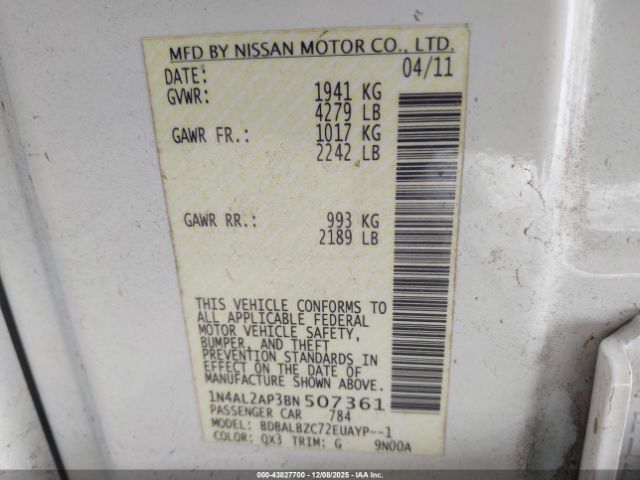 MFD BY NISSAN MOTOR CO., LTD.
DATE: 04/11
GVWR: 1941 KG
4279 LB
GAWR FR.: 1017 KG
2242 LB
GAWR RR.: 993 KG
2189 LB
THIS VEHICLE CONFORMS TO
ALL APPLICABLE FEDERAL
MOTOR VEHICLE SAFETY,
BUMPER, AND THEFT
PREVENTION STANDARDS IN
EFFECT ON THE DATE OF
MANUFACTURE SHOWN ABOVE.
1N4AL2AP3BN507361
PASSENGER CAR 784
MODEL: BDBALBZC72EUAYP--1
COLOR: QX3 TRIM: G 9N00A
000-43827700 - 12/08/2025 - IAAI